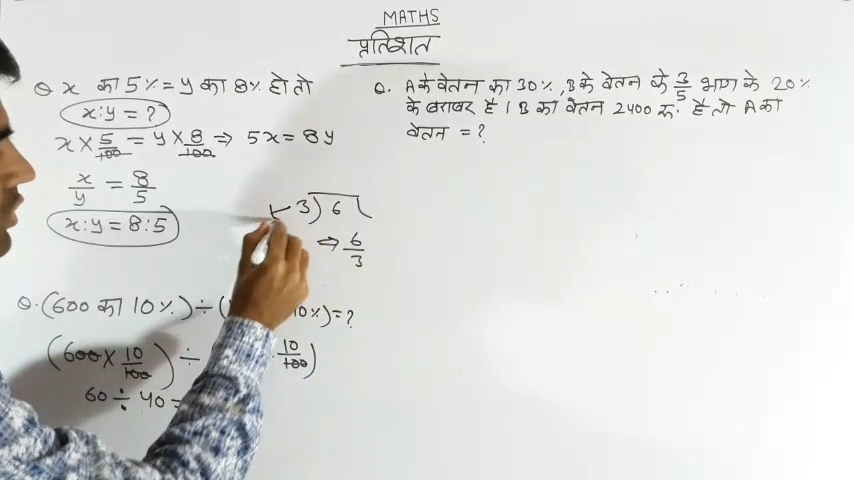 MATHS
प्रतिशत
Q x का 5% = y का 8% हो तो
x:y = ?
x × 5/100 = y × 8/100 ⇒ 5x = 8y
x/y = 8/5
x:y = 8:5
3) 6 (
⇒ 6/3
Q. (600 का 10%) ÷ ( 10%) = ?
(600 × 10/100) ÷ 10/100)
60 ÷ 40 =
Q. A के वेतन का 30%, B के वेतन के 3/5 भाग के 20%
के बराबर है । B का वेतन 2400 रू. है तो A का
वेतन = ?